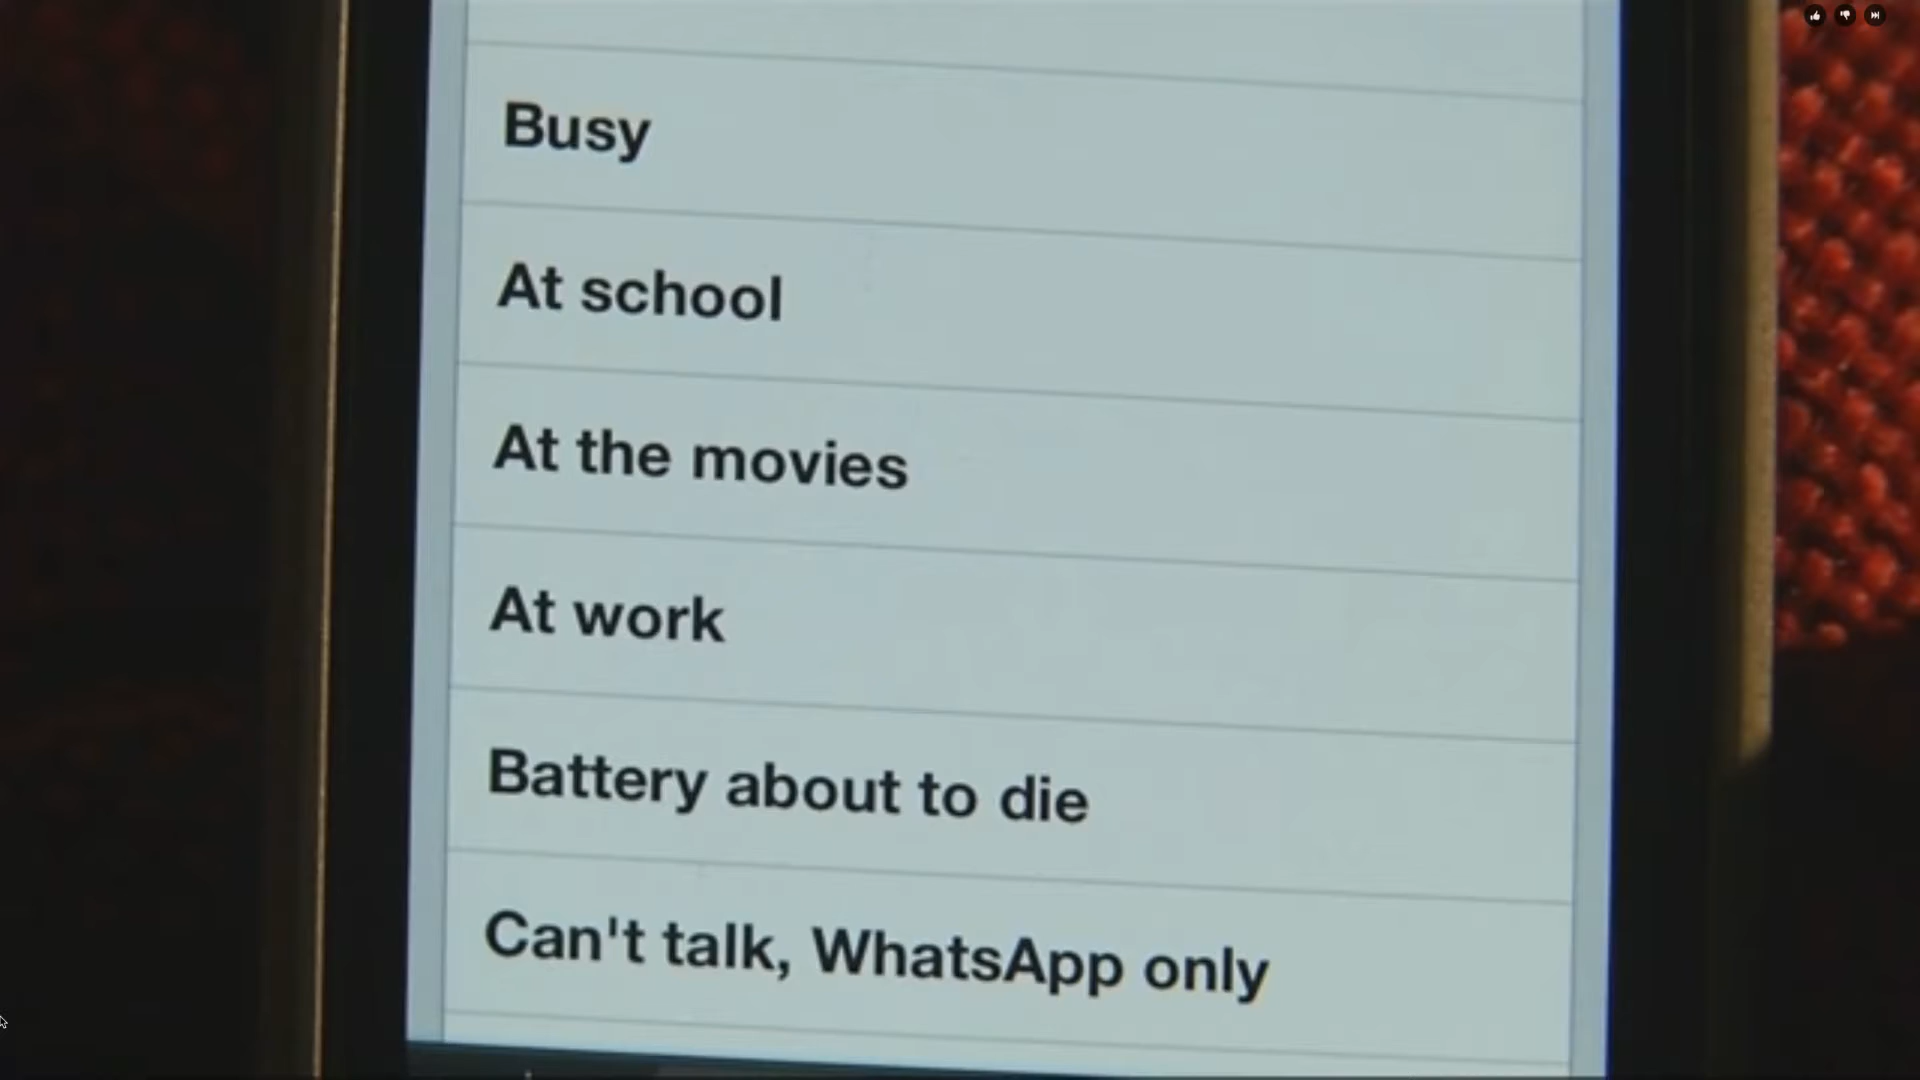 Busy
At school
At the movies
At work
Battery about to die
Can't talk, WhatsApp only